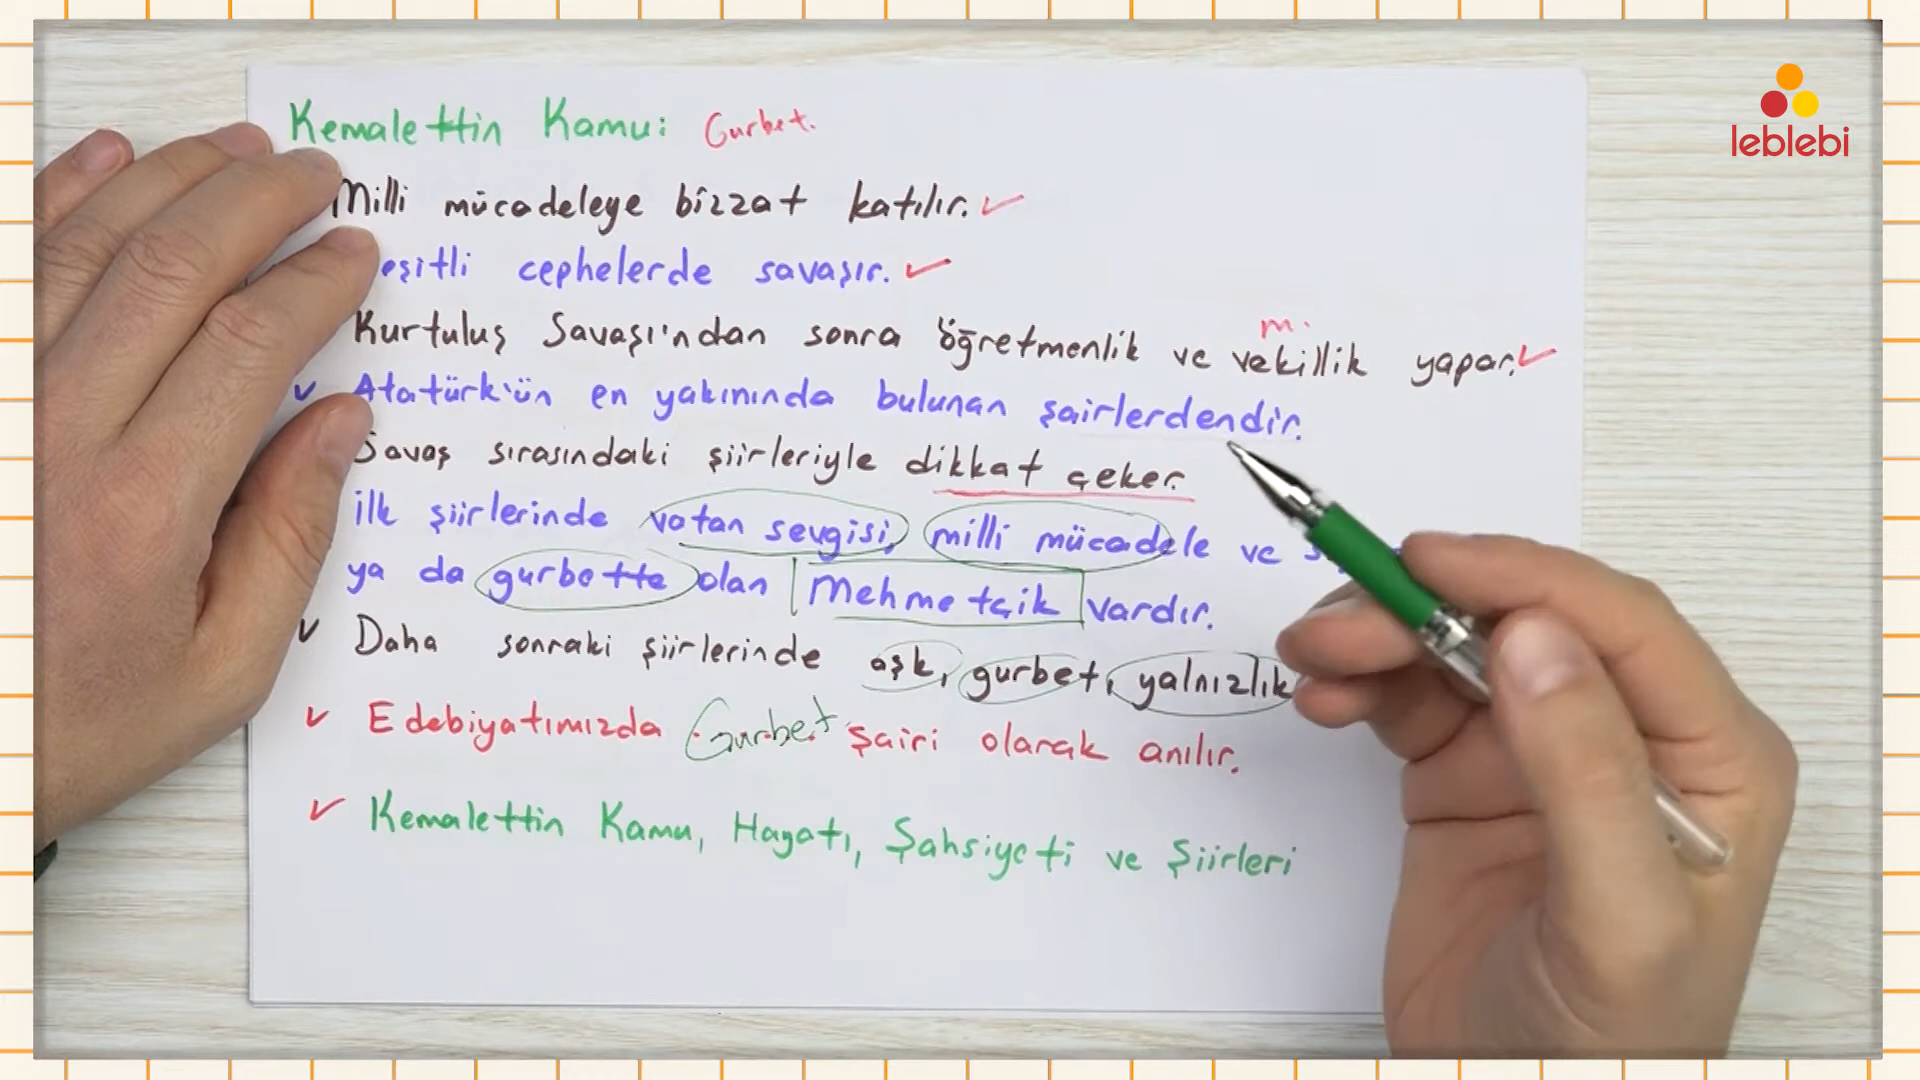 Kemalettin Kamu: Gurbet.
Milli mücadeleye bizzat katılır.
eşitli cephelerde savaşır.
m.
Kurtuluş Savaşı'ndan sonra öğretmenlik ve vekillik yapar.
Atatürk'ün en yakınında bulunan şairlerdendir.
Savaş sırasındaki şiirleriyle dikkat çeker.
ilk şiirlerinde vatan sevgisi, milli mücadele ve
ya da gurbette olan Mehmetçik vardır.
Daha sonraki şiirlerinde aşk, gurbet, yalnızlık
Edebiyatımızda Gurbet şairi olarak anılır.
Kemalettin Kamu, Hayatı, Şahsiyeti ve Şiirleri
leblebi